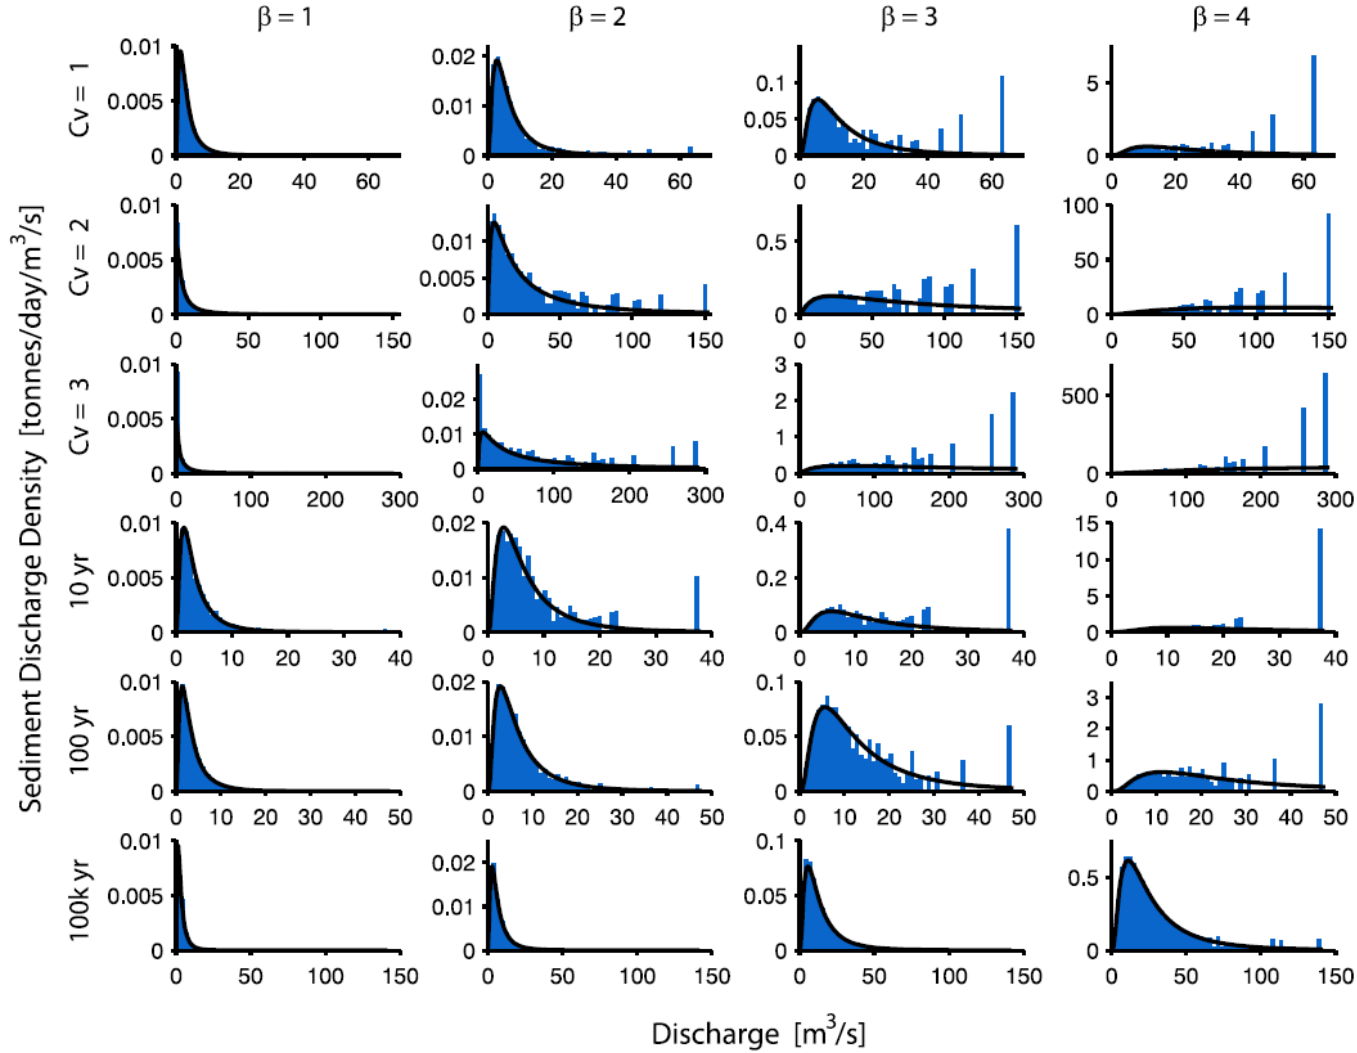 β = 1 β = 2 β = 3 β = 4
Sediment Discharge Density [tonnes/day/m³/s]
Cv = 1
0.01 0.005 0
0 20 40 60
0.02 0.01 0
0 20 40 60
0.1 0.05 0
0 20 40 60
5 0
0 20 40 60
Cv = 2
0.01 0.005 0
0 50 100 150
0.01 0.005 0
0 50 100 150
0.5 0
0 50 100 150
100 50 0
0 50 100 150
Cv = 3
0.01 0.005 0
0 100 200 300
0.02 0.01 0
0 100 200 300
3 2 1 0
0 100 200 300
500 0
0 100 200 300
10 yr
0.01 0.005 0
0 10 20 30 40
0.02 0.01 0
0 10 20 30 40
0.4 0.2 0
0 10 20 30 40
15 10 5 0
0 10 20 30 40
100 yr
0.01 0.005 0
0 10 20 30 40 50
0.02 0.01 0
0 10 20 30 40 50
0.1 0.05 0
0 10 20 30 40 50
3 2 1 0
0 10 20 30 40 50
100k yr
0.01 0.005 0
0 50 100 150
0.02 0.01 0
0 50 100 150
0.1 0.05 0
0 50 100 150
0.5 0
0 50 100 150
Discharge [m³/s]